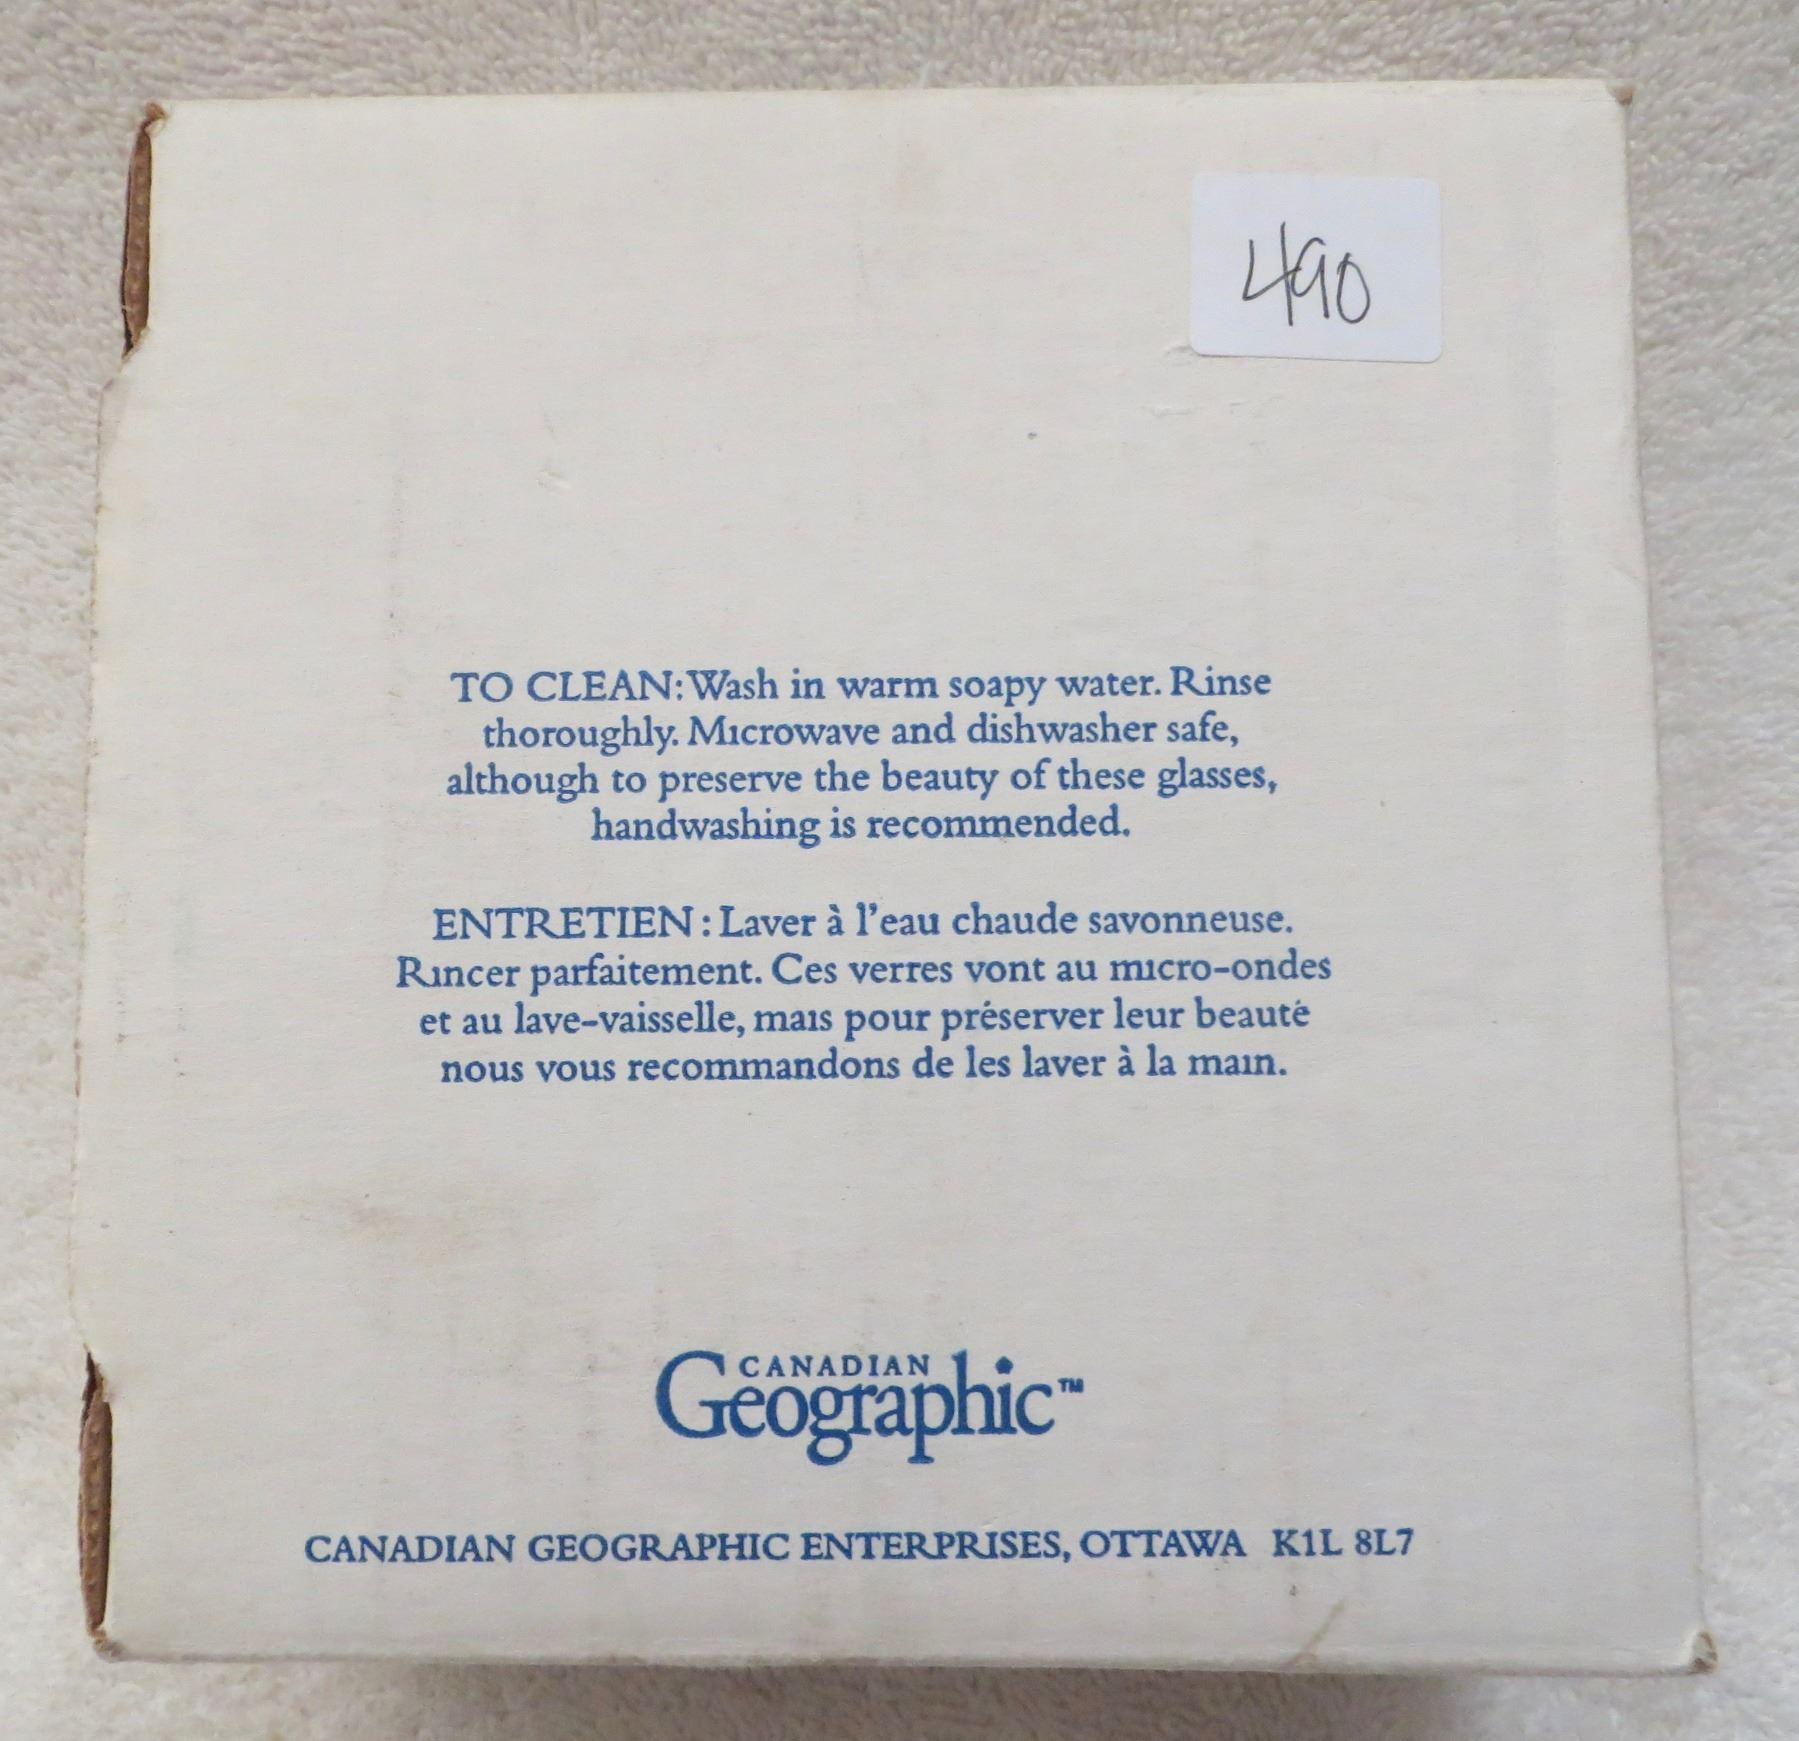 490
TO CLEAN: Wash in warm soapy water. Rinse
thoroughly. Microwave and dishwasher safe,
although to preserve the beauty of these glasses,
handwashing is recommended.
ENTRETIEN : Laver à l'eau chaude savonneuse.
Rincer parfaitement. Ces verres vont au micro-ondes
et au lave-vaisselle, mais pour préserver leur beauté
nous vous recommandons de les laver à la main.
CANADIAN
Geographic™
CANADIAN GEOGRAPHIC ENTERPRISES, OTTAWA K1L 8L7